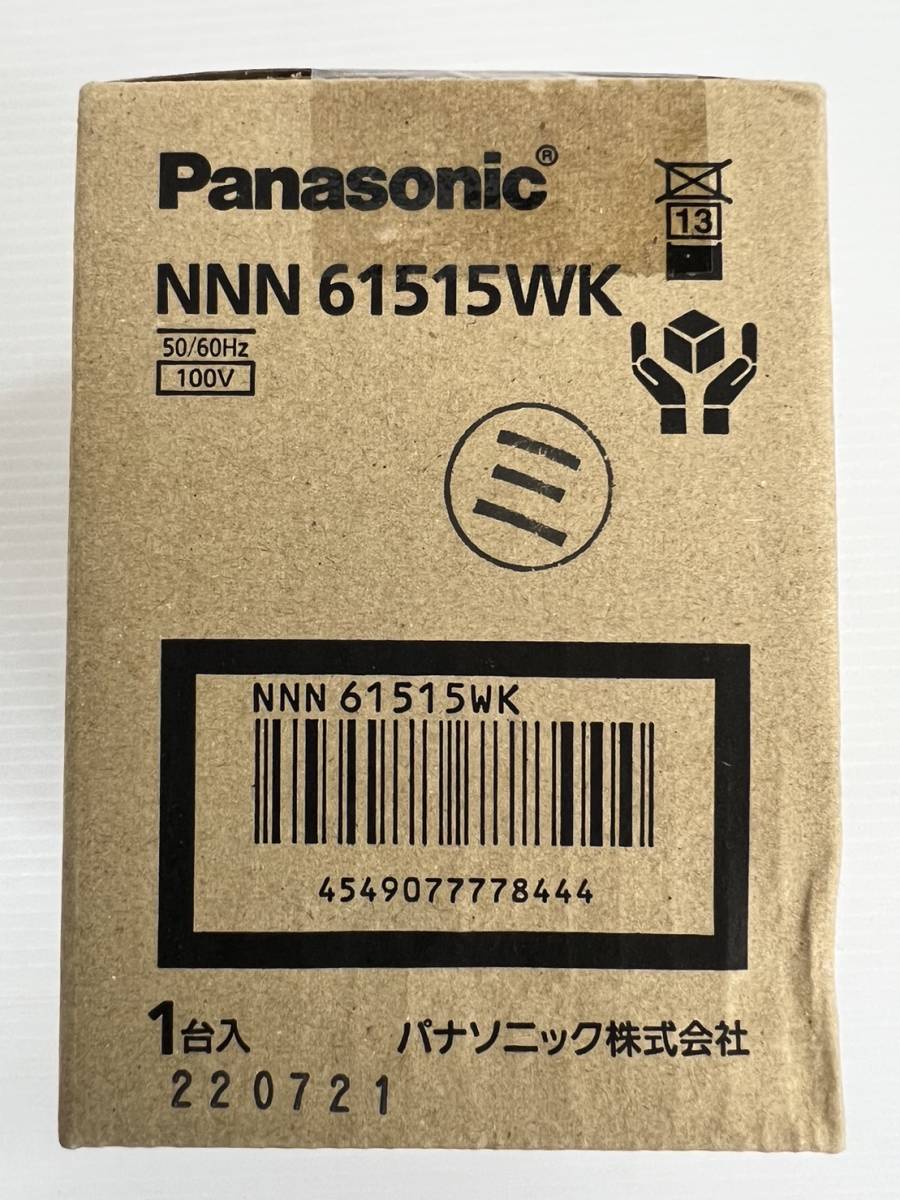 Panasonic®
13
NNN 61515WK
50/60Hz
100V
ミ
NNN 61515WK
4549077778444
1台入 パナソニック株式会社
220721